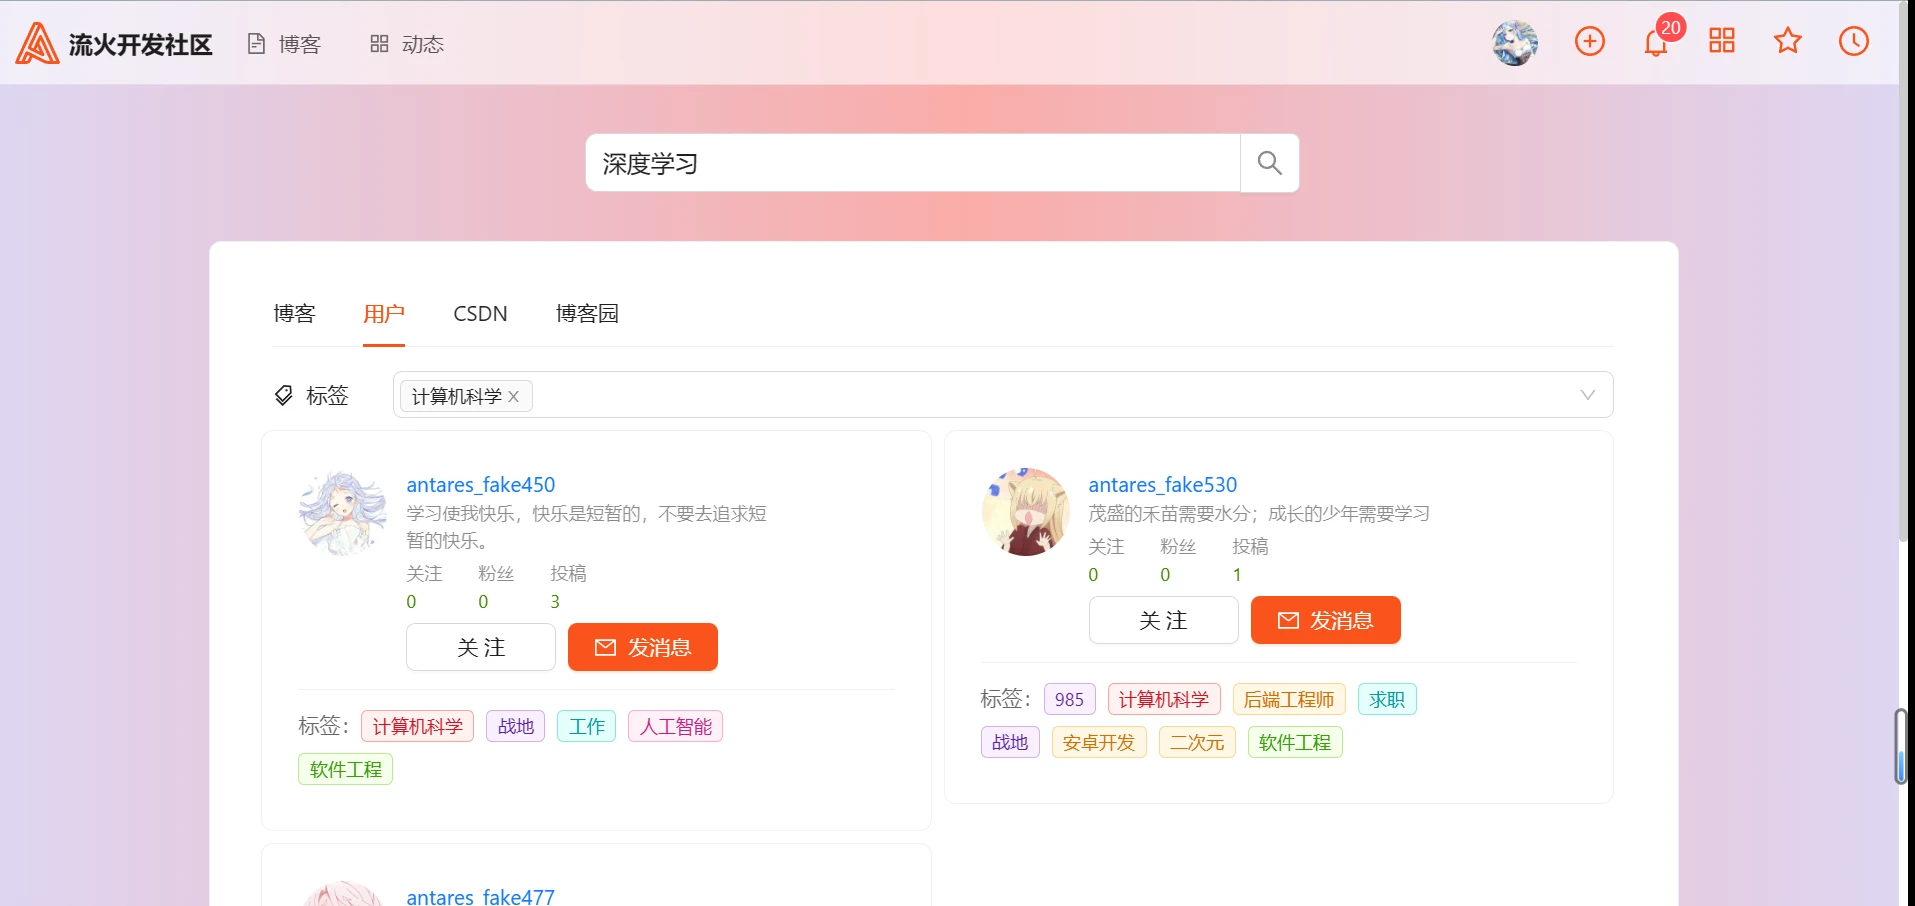 流火开发社区 博客 动态 20
深度学习
博客 用户 CSDN 博客园
标签 计算机科学 X
antares_fake450
学习使我快乐，快乐是短暂的，不要去追求短
暂的快乐。
关注 粉丝 投稿
0 0 3
关 注 发消息
标签： 计算机科学 战地 工作 人工智能
软件工程
antares_fake530
茂盛的禾苗需要水分；成长的少年需要学习
关注 粉丝 投稿
0 0 1
关 注 发消息
标签： 985 计算机科学 后端工程师 求职
战地 安卓开发 二次元 软件工程
antares_fake477